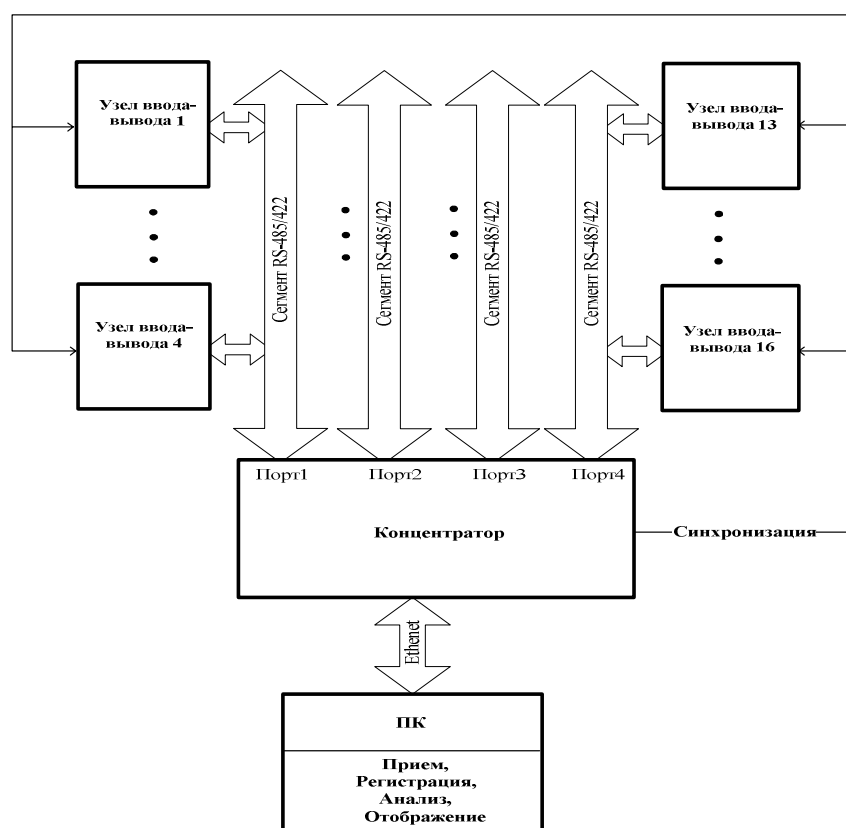 Узел ввода-
вывода 1
Узел ввода-
вывода 13
Сегмент RS-485/422
Сегмент RS-485/422
Сегмент RS-485/422
Сегмент RS-485/422
Узел ввода-
вывода 4
Узел ввода-
вывода 16
Порт1
Порт2
Порт3
Порт4
Концентратор
Синхронизация
Ethenet
ПК
Прием,
Регистрация,
Анализ,
Отображение